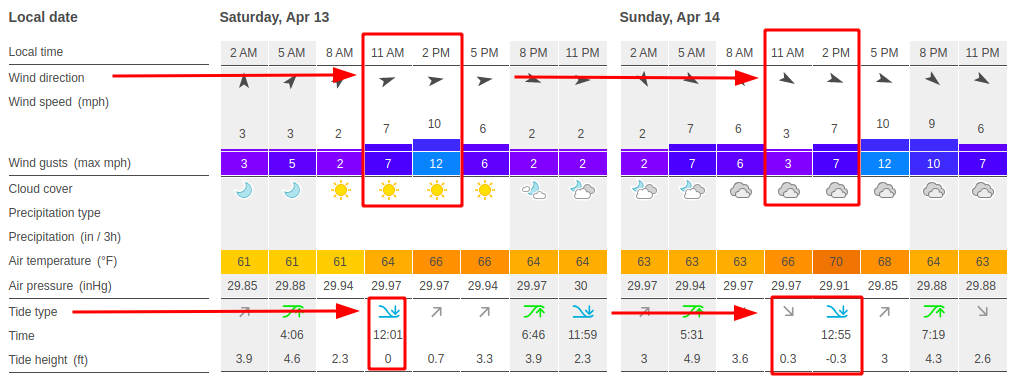 Local date Saturday, Apr 13 Sunday, Apr 14
Local time 2 AM 5 AM 8 AM 11 AM 2 PM 5 PM 8 PM 11 PM 2 AM 5 AM 8 AM 11 AM 2 PM 5 PM 8 PM 11 PM
Wind direction
Wind speed (mph)
3 3 2 7 10 6 2 2 2 7 6 3 7 10 9 6
Wind gusts (max mph) 3 5 2 7 12 6 2 2 2 7 6 3 7 12 10 7
Cloud cover
Precipitation type
Precipitation (in / 3h)
Air temperature (°F) 61 61 61 64 66 66 64 64 63 63 63 66 70 68 64 63
Air pressure (inHg) 29.85 29.88 29.94 29.97 29.97 29.94 29.97 30 29.97 29.94 29.97 29.97 29.91 29.85 29.88 29.88
Tide type
Time 4:06 12:01 6:46 11:59 5:31 12:55 7:19
Tide height (ft) 3.9 4.6 2.3 0 0.7 3.3 3.9 2.3 3 4.9 3.6 0.3 -0.3 3 4.3 2.6